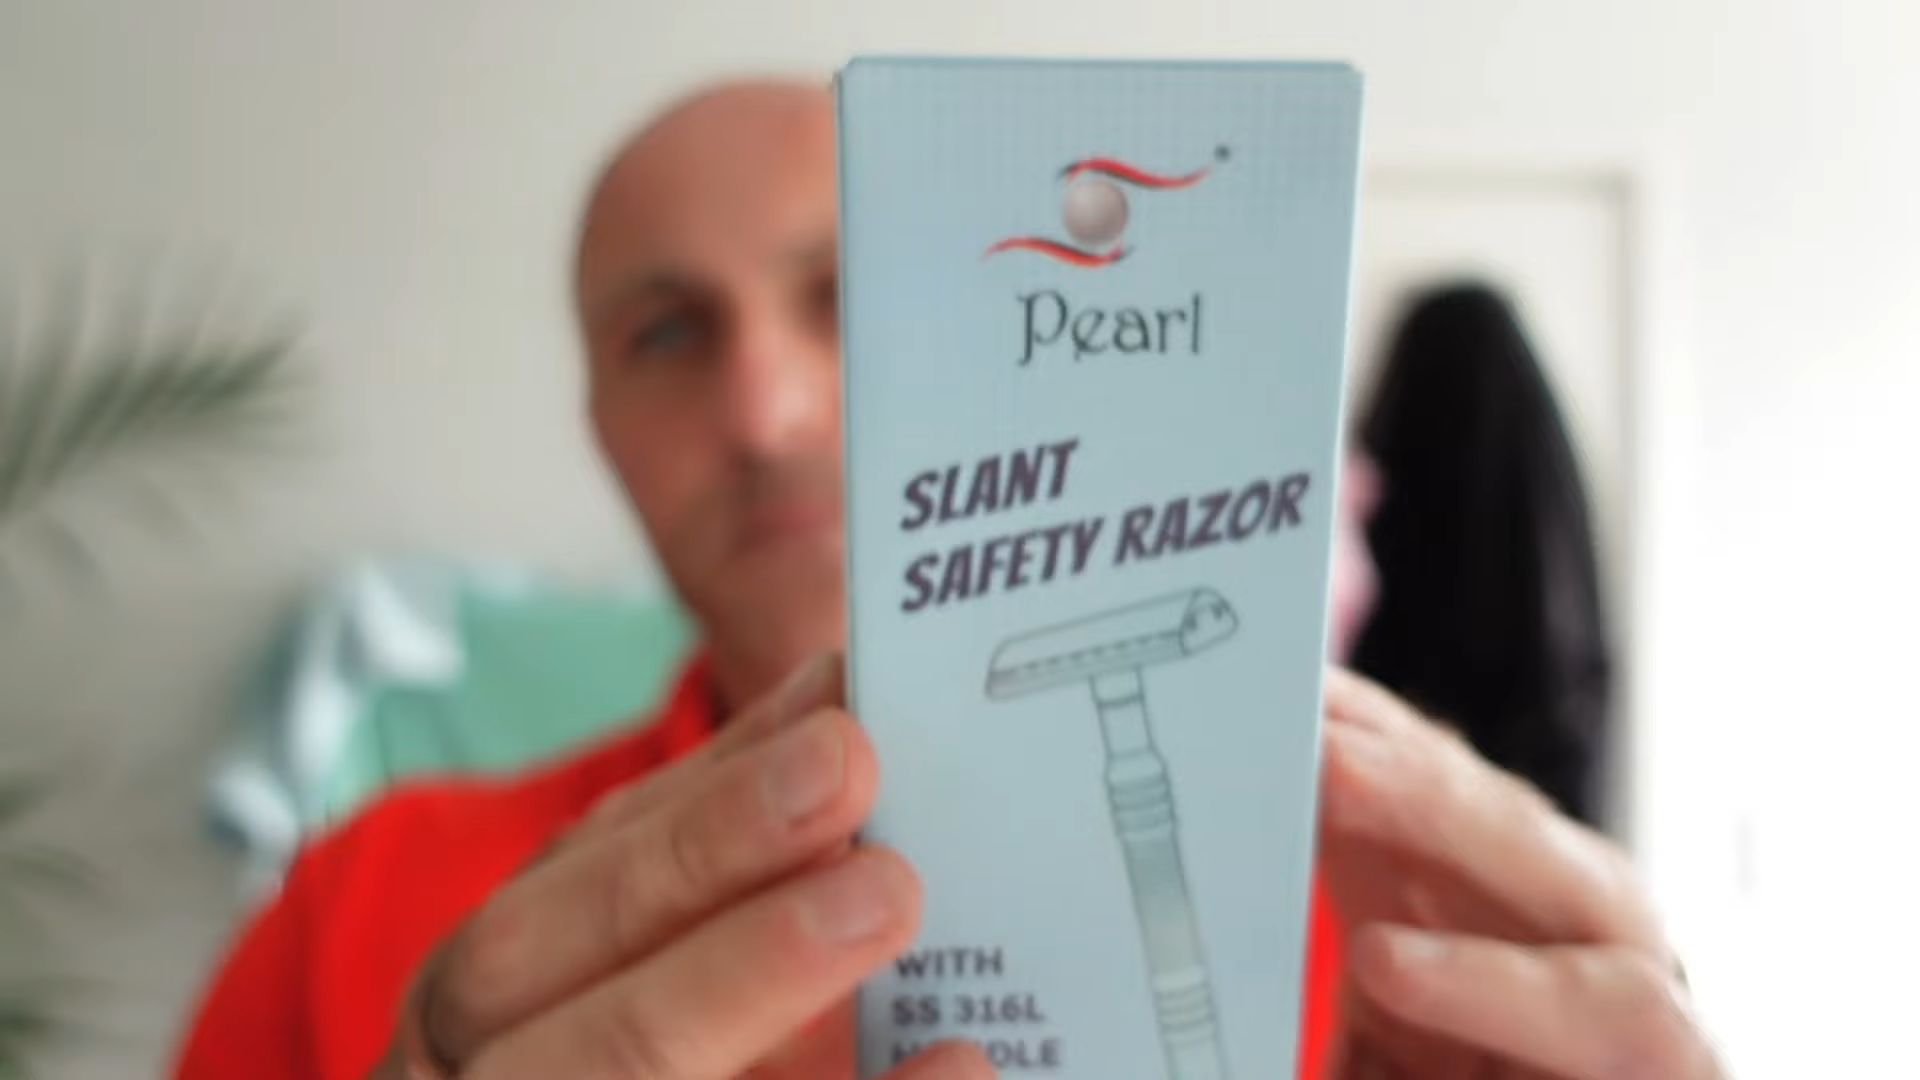 Pearl
SLANT
SAFETY RAZOR
WITH
SS 316L